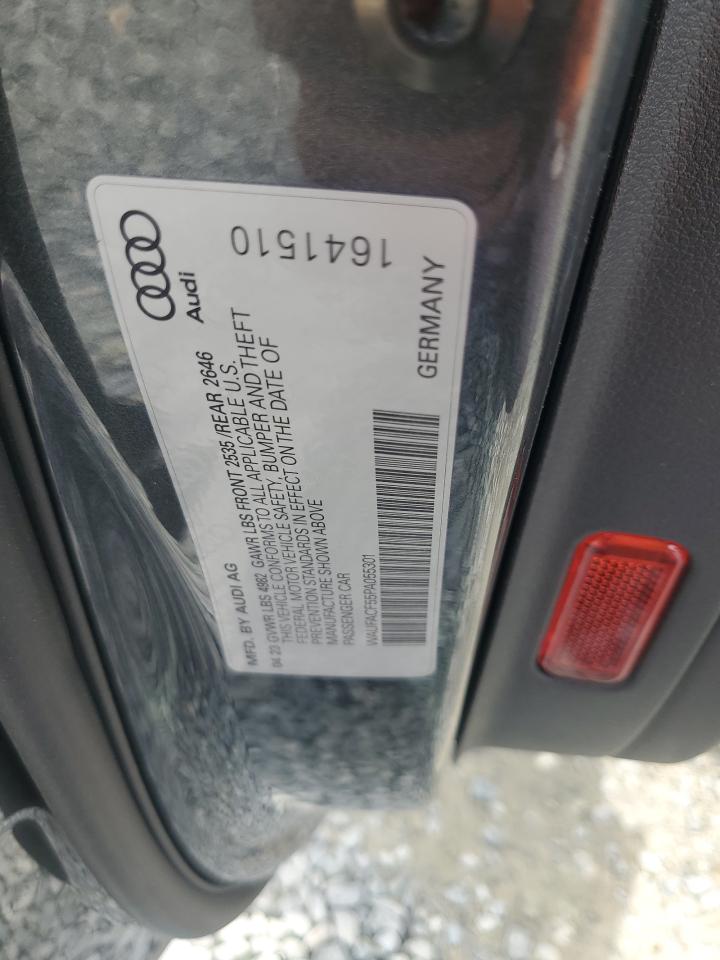 Audi
1641510
MFD. BY AUDI AG
04 23 GVWR LBS 4982 GAWR LBS FRONT 2535/REAR 2646
THIS VEHICLE CONFORMS TO ALL APPLICABLE U.S.
FEDERAL MOTOR VEHICLE SAFETY, BUMPER AND THEFT
PREVENTION STANDARDS IN EFFECT ON THE DATE OF
MANUFACTURE SHOWN ABOVE
PASSENGER CAR
WAUFACF55PA055301
GERMANY